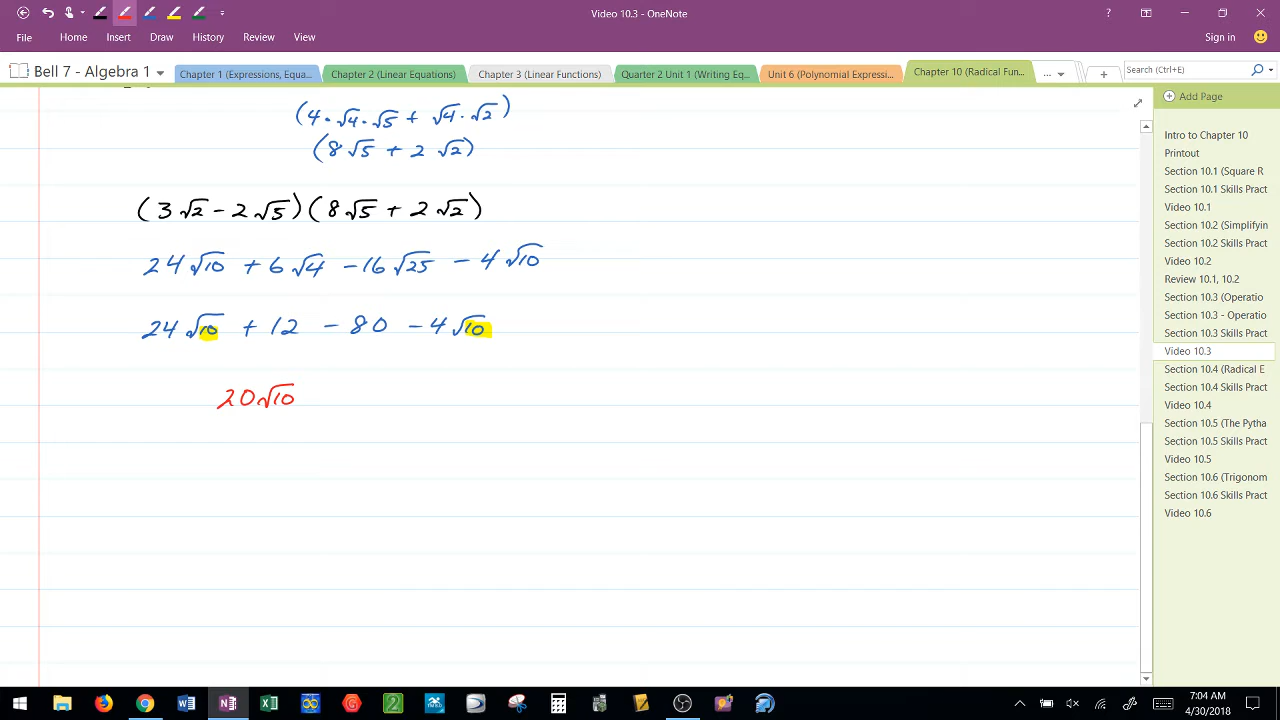 Video 10.3 - OneNote
?
File Home Insert Draw History Review View
Sign in
Bell 7 - Algebra 1
Chapter 1 (Expressions, Equa...
Chapter 2 (Linear Equations)
Chapter 3 (Linear Functions)
Quarter 2 Unit 1 (Writing Eq...
Unit 6 (Polynomial Expressi...
Chapter 10 (Radical Fun...
...
+
Search (Ctrl+E)
(4·√4·√5 + √4·√2)
(8√5 + 2√2)
(3√2 - 2√5)(8√5 + 2√2)
24√10 + 6√4 - 16√25 - 4√10
24√10 + 12 - 80 - 4√10
20√10
Add Page
Intro to Chapter 10
Printout
Section 10.1 (Square R
Section 10.1 Skills Pract
Video 10.1
Section 10.2 (Simplifyin
Section 10.2 Skills Pract
Video 10.2
Review 10.1, 10.2
Section 10.3 (Operatio
Section 10.3 - Operatio
Section 10.3 Skills Pract
Video 10.3
Section 10.4 (Radical E
Section 10.4 Skills Pract
Video 10.4
Section 10.5 (The Pytha
Section 10.5 Skills Pract
Video 10.5
Section 10.6 (Trigonom
Section 10.6 Skills Pract
Video 10.6
7:04 AM
4/30/2018